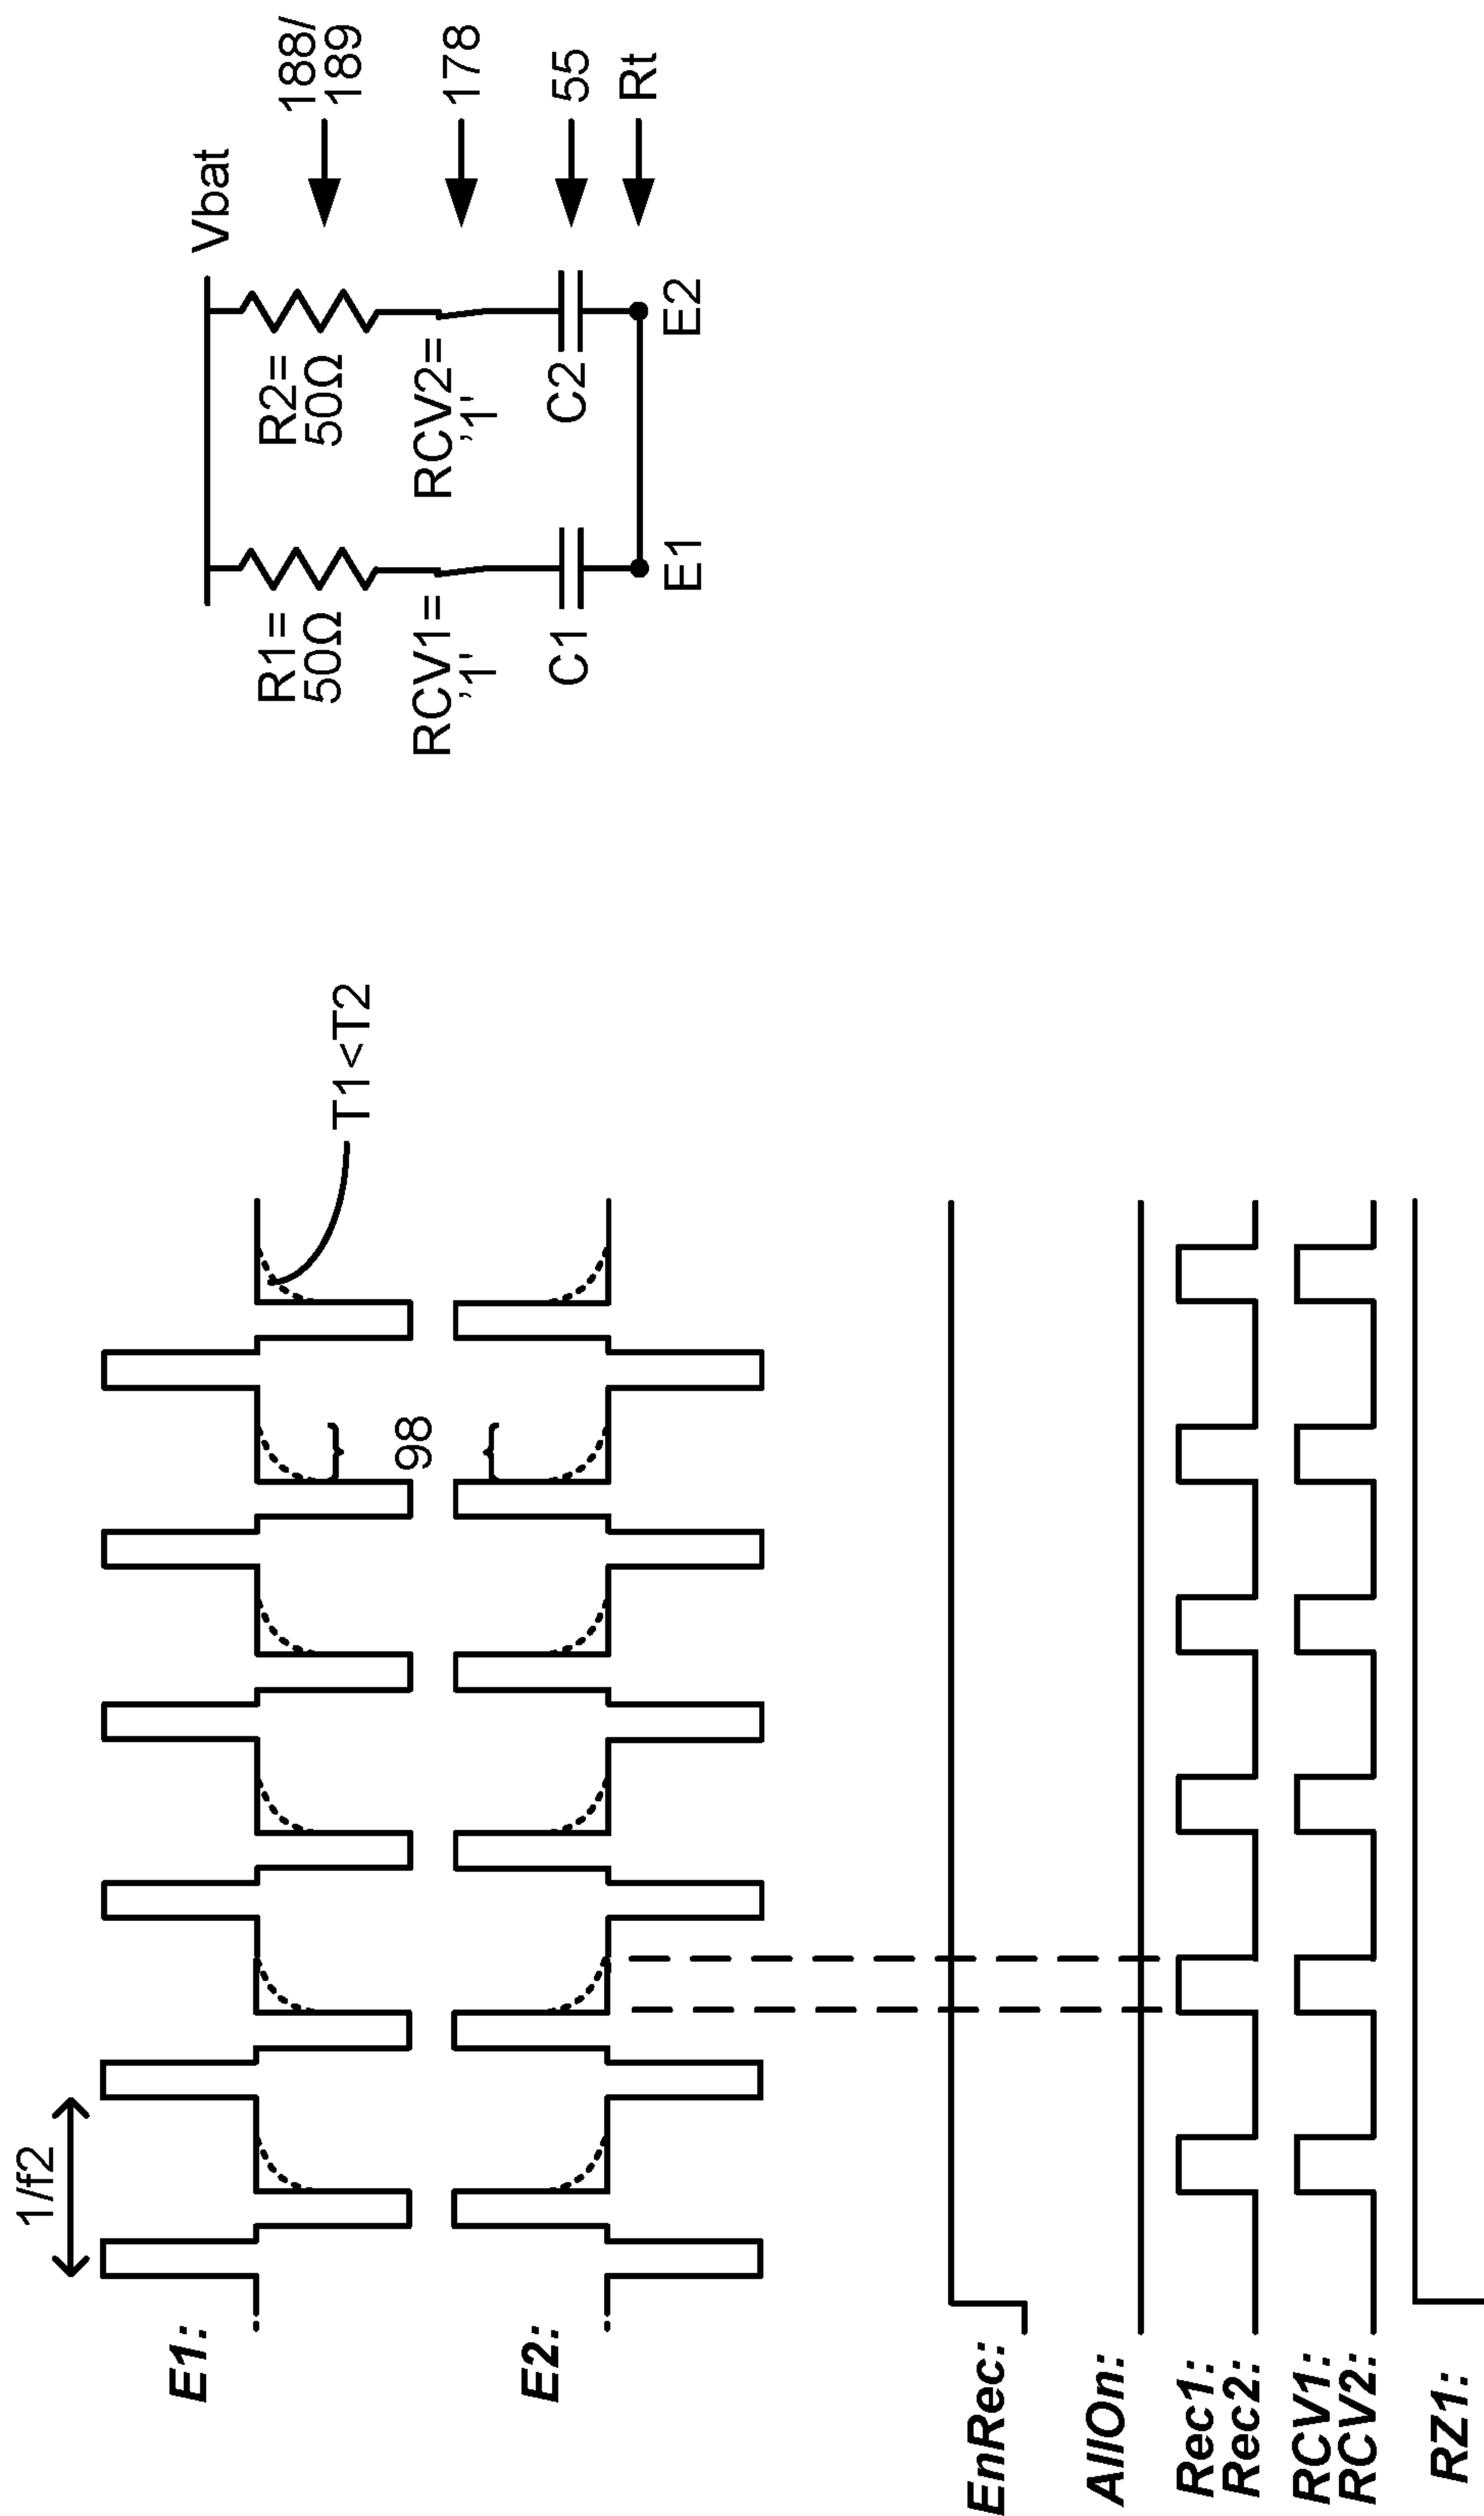 1/f2
E1:
T1<T2
98
E2:
EnRec:
AllOn:
Rec1:
Rec2:
RCV1:
RCV2:
RZ1:
Vbat
R1=
50Ω
R2=
50Ω
188/
189
RCV1=
'1'
RCV2=
'1'
178
C1
C2
55
Rt
E1
E2